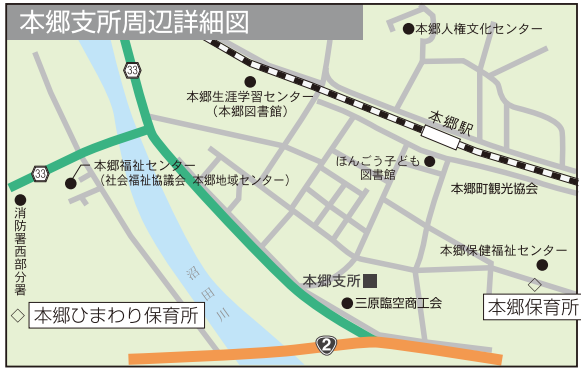 本郷支所周辺詳細図
本郷人権文化センター
33
本郷生涯学習センター
（本郷図書館）
本郷駅
ほんごう子ども
図書館
33
本郷福祉センター
（社会福祉協議会 本郷地域センター）
本郷町観光協会
消防署西部分署
沼田川
本郷保健福祉センター
本郷支所
三原臨空商工会
本郷ひまわり保育所
本郷保育所
2